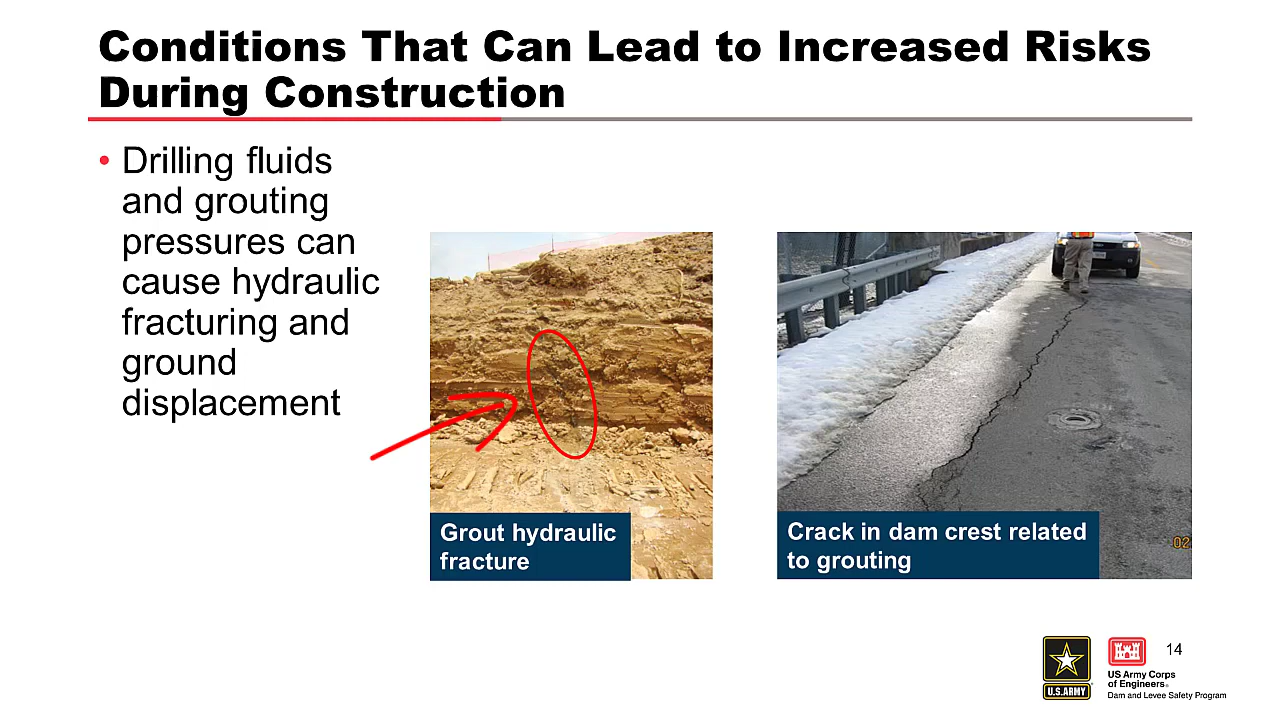 Conditions That Can Lead to Increased Risks
During Construction
• Drilling fluids
and grouting
pressures can
cause hydraulic
fracturing and
ground
displacement
Grout hydraulic
fracture
Crack in dam crest related
to grouting
02
14
U.S.ARMY
US Army Corps
of Engineers®
Dam and Levee Safety Program